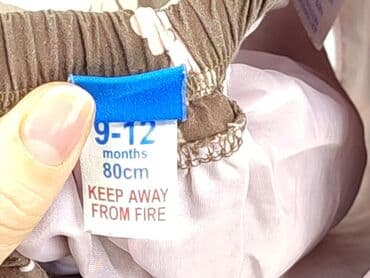 9-12
months
80cm
KEEP AWAY
FROM FIRE